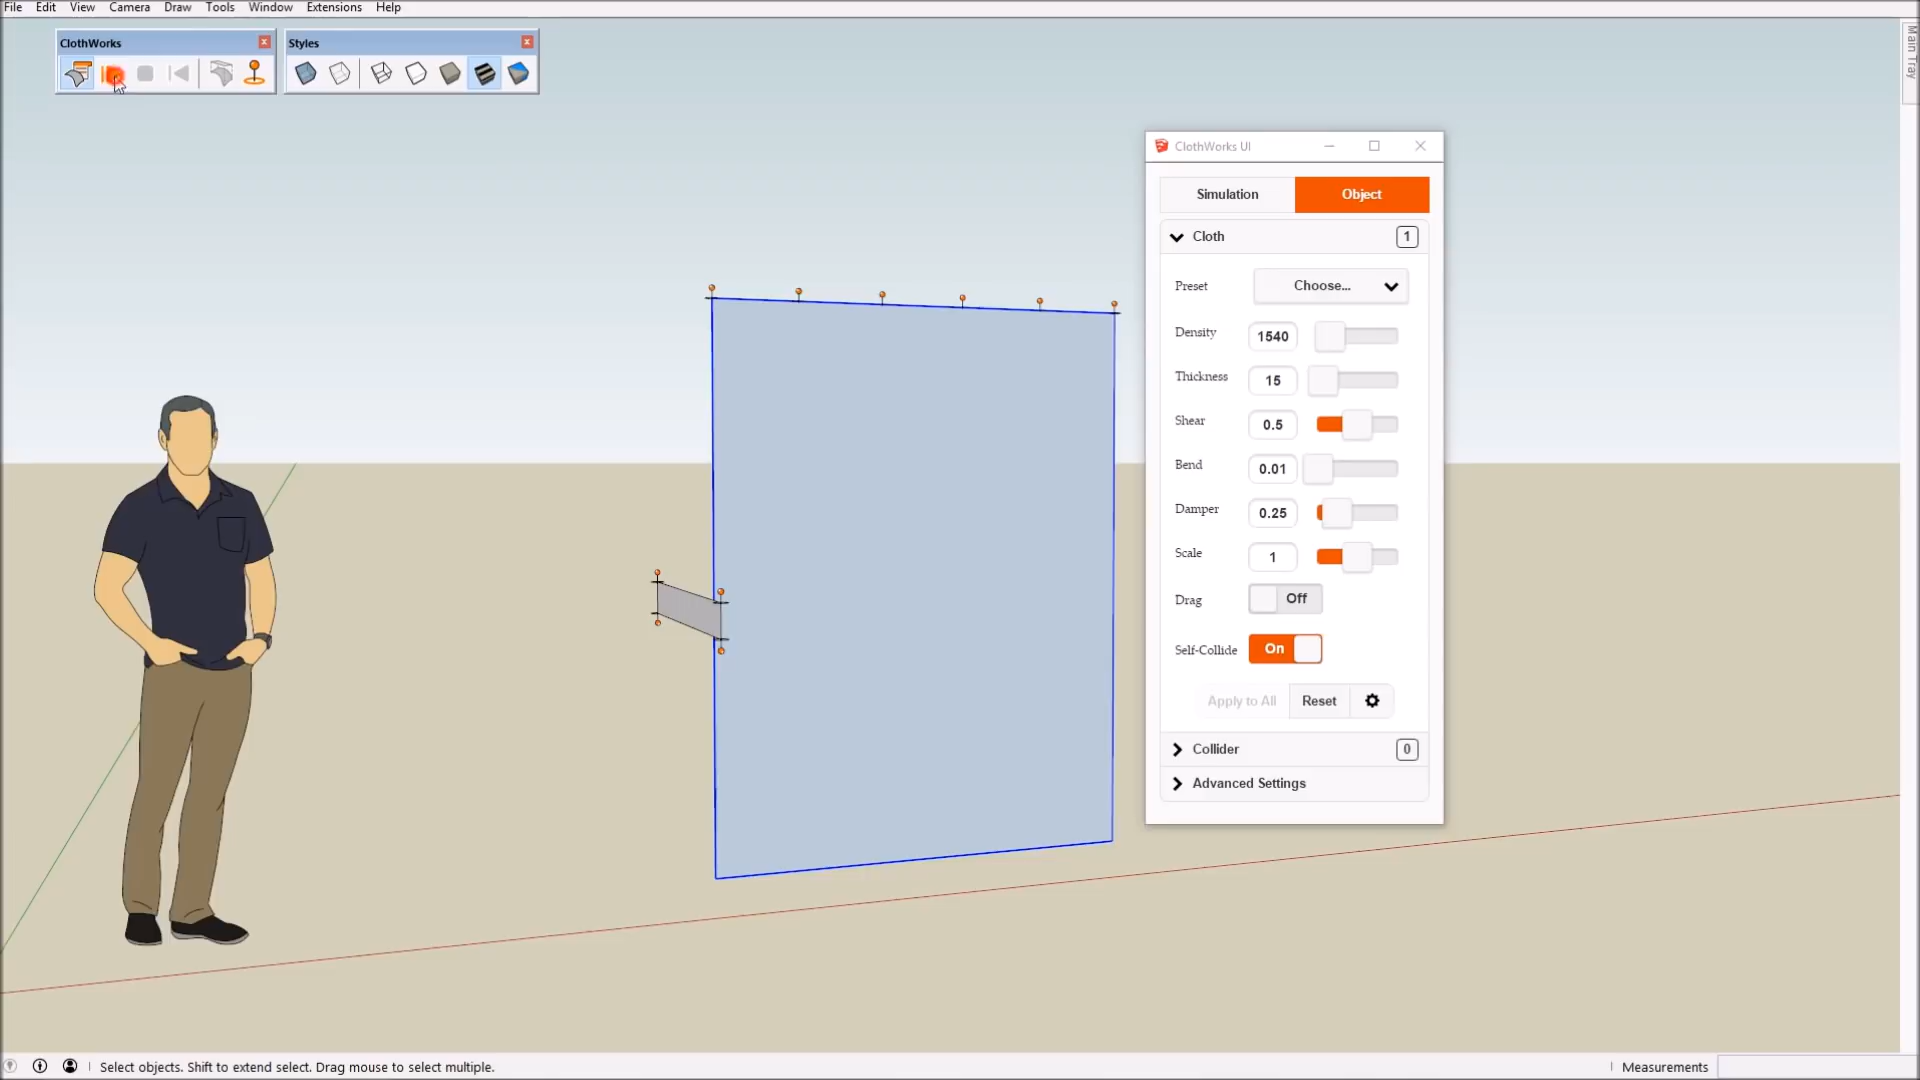 File Edit View Camera Draw Tools Window Extensions Help
ClothWorks
Styles
Main Tray
ClothWorks UI
Simulation Object
Cloth 1
Preset Choose...
Density 1540
Thickness 15
Shear 0.5
Bend 0.01
Damper 0.25
Scale 1
Drag Off
Self-Collide On
Apply to All Reset
Collider 0
Advanced Settings
Select objects. Shift to extend select. Drag mouse to select multiple.
Measurements